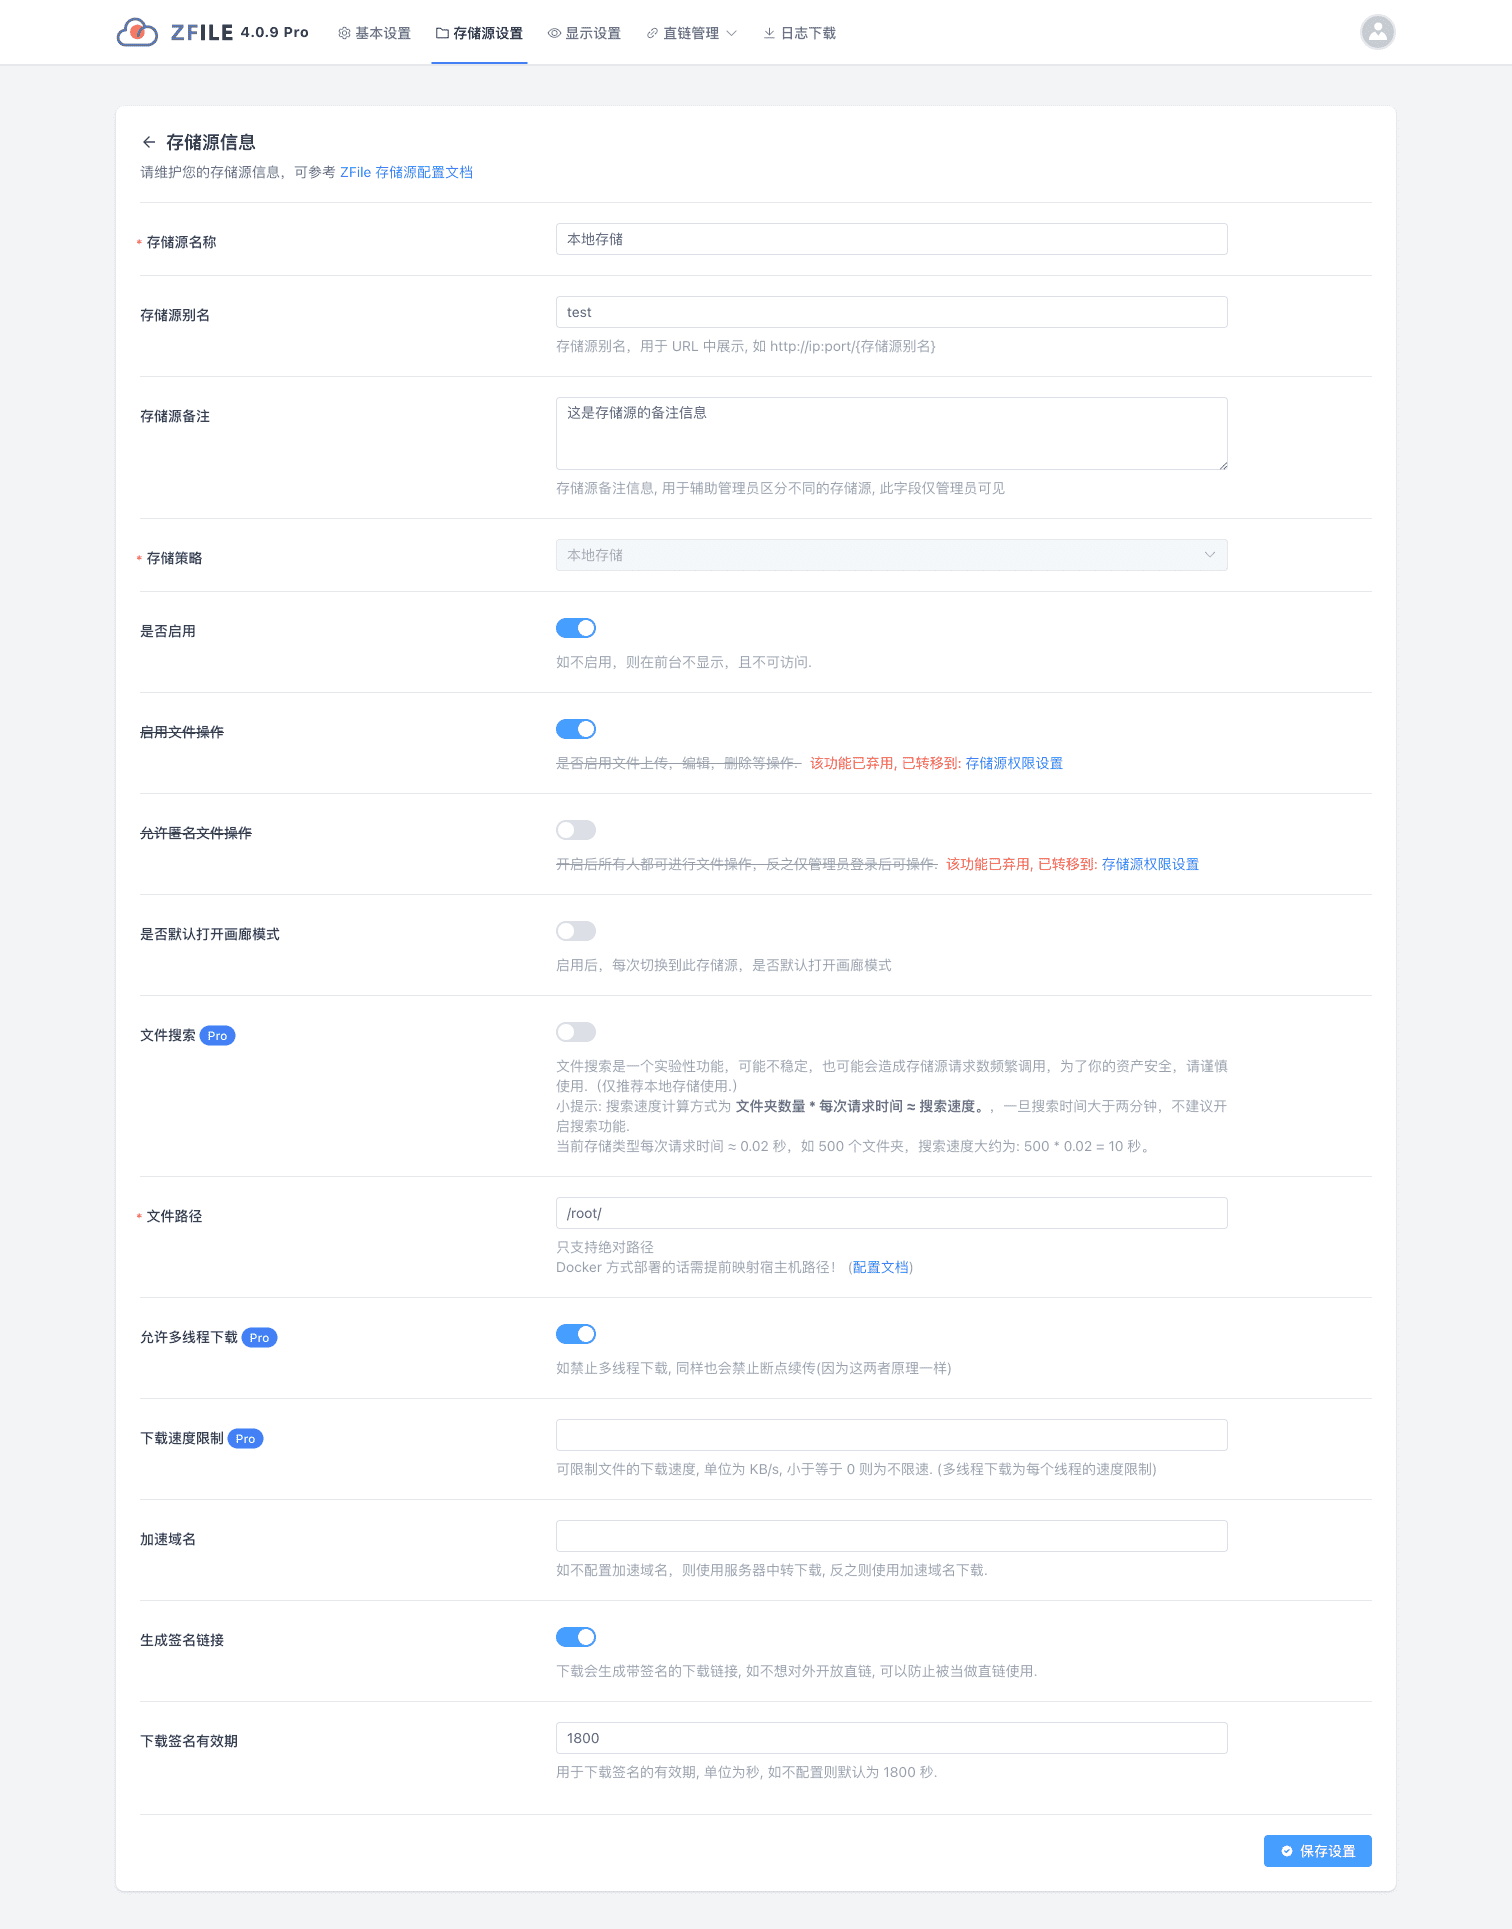 ZFILE 4.0.9 Pro 基本设置 存储源设置 显示设置 直链管理 日志下载
存储源信息
请维护您的存储源信息，可参考 ZFile 存储源配置文档
* 存储源名称 本地存储
存储源别名 test
存储源别名，用于 URL 中展示, 如 http://ip:port/{存储源别名}
存储源备注 这是存储源的备注信息
存储源备注信息, 用于辅助管理员区分不同的存储源, 此字段仅管理员可见
* 存储策略 本地存储
是否启用
如不启用，则在前台不显示，且不可访问.
启用文件操作
是否启用文件上传，编辑，删除等操作. 该功能已弃用, 已转移到: 存储源权限设置
允许匿名文件操作
开启后所有人都可进行文件操作，反之仅管理员登录后可操作. 该功能已弃用, 已转移到: 存储源权限设置
是否默认打开画廊模式
启用后，每次切换到此存储源，是否默认打开画廊模式
文件搜索 Pro
文件搜索是一个实验性功能，可能不稳定，也可能会造成存储源请求数频繁调用，为了你的资产安全，请谨慎
使用.（仅推荐本地存储使用.）
小提示: 搜索速度计算方式为 文件夹数量 * 每次请求时间 ≈ 搜索速度。，一旦搜索时间大于两分钟，不建议开
启搜索功能.
当前存储类型每次请求时间 ≈ 0.02 秒，如 500 个文件夹，搜索速度大约为: 500 * 0.02 = 10 秒。
* 文件路径 /root/
只支持绝对路径
Docker 方式部署的话需提前映射宿主机路径！ (配置文档)
允许多线程下载 Pro
如禁止多线程下载, 同样也会禁止断点续传(因为这两者原理一样)
下载速度限制 Pro
可限制文件的下载速度, 单位为 KB/s, 小于等于 0 则为不限速. (多线程下载为每个线程的速度限制)
加速域名
如不配置加速域名，则使用服务器中转下载, 反之则使用加速域名下载.
生成签名链接
下载会生成带签名的下载链接, 如不想对外开放直链, 可以防止被当做直链使用.
下载签名有效期 1800
用于下载签名的有效期, 单位为秒, 如不配置则默认为 1800 秒.
保存设置